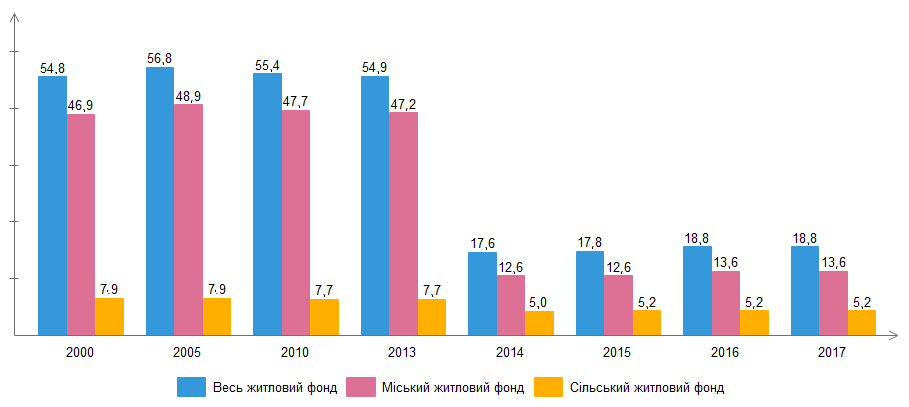 54,8 56,8 55,4 54,9
46,9 48,9 47,7 47,2
17,6 17,8 18,8 18,8
12,6 12,6 13,6 13,6
7,9 7,9 7,7 7,7 5,0 5,2 5,2 5,2
2000 2005 2010 2013 2014 2015 2016 2017
Весь житловий фонд Міський житловий фонд Сільський житловий фонд